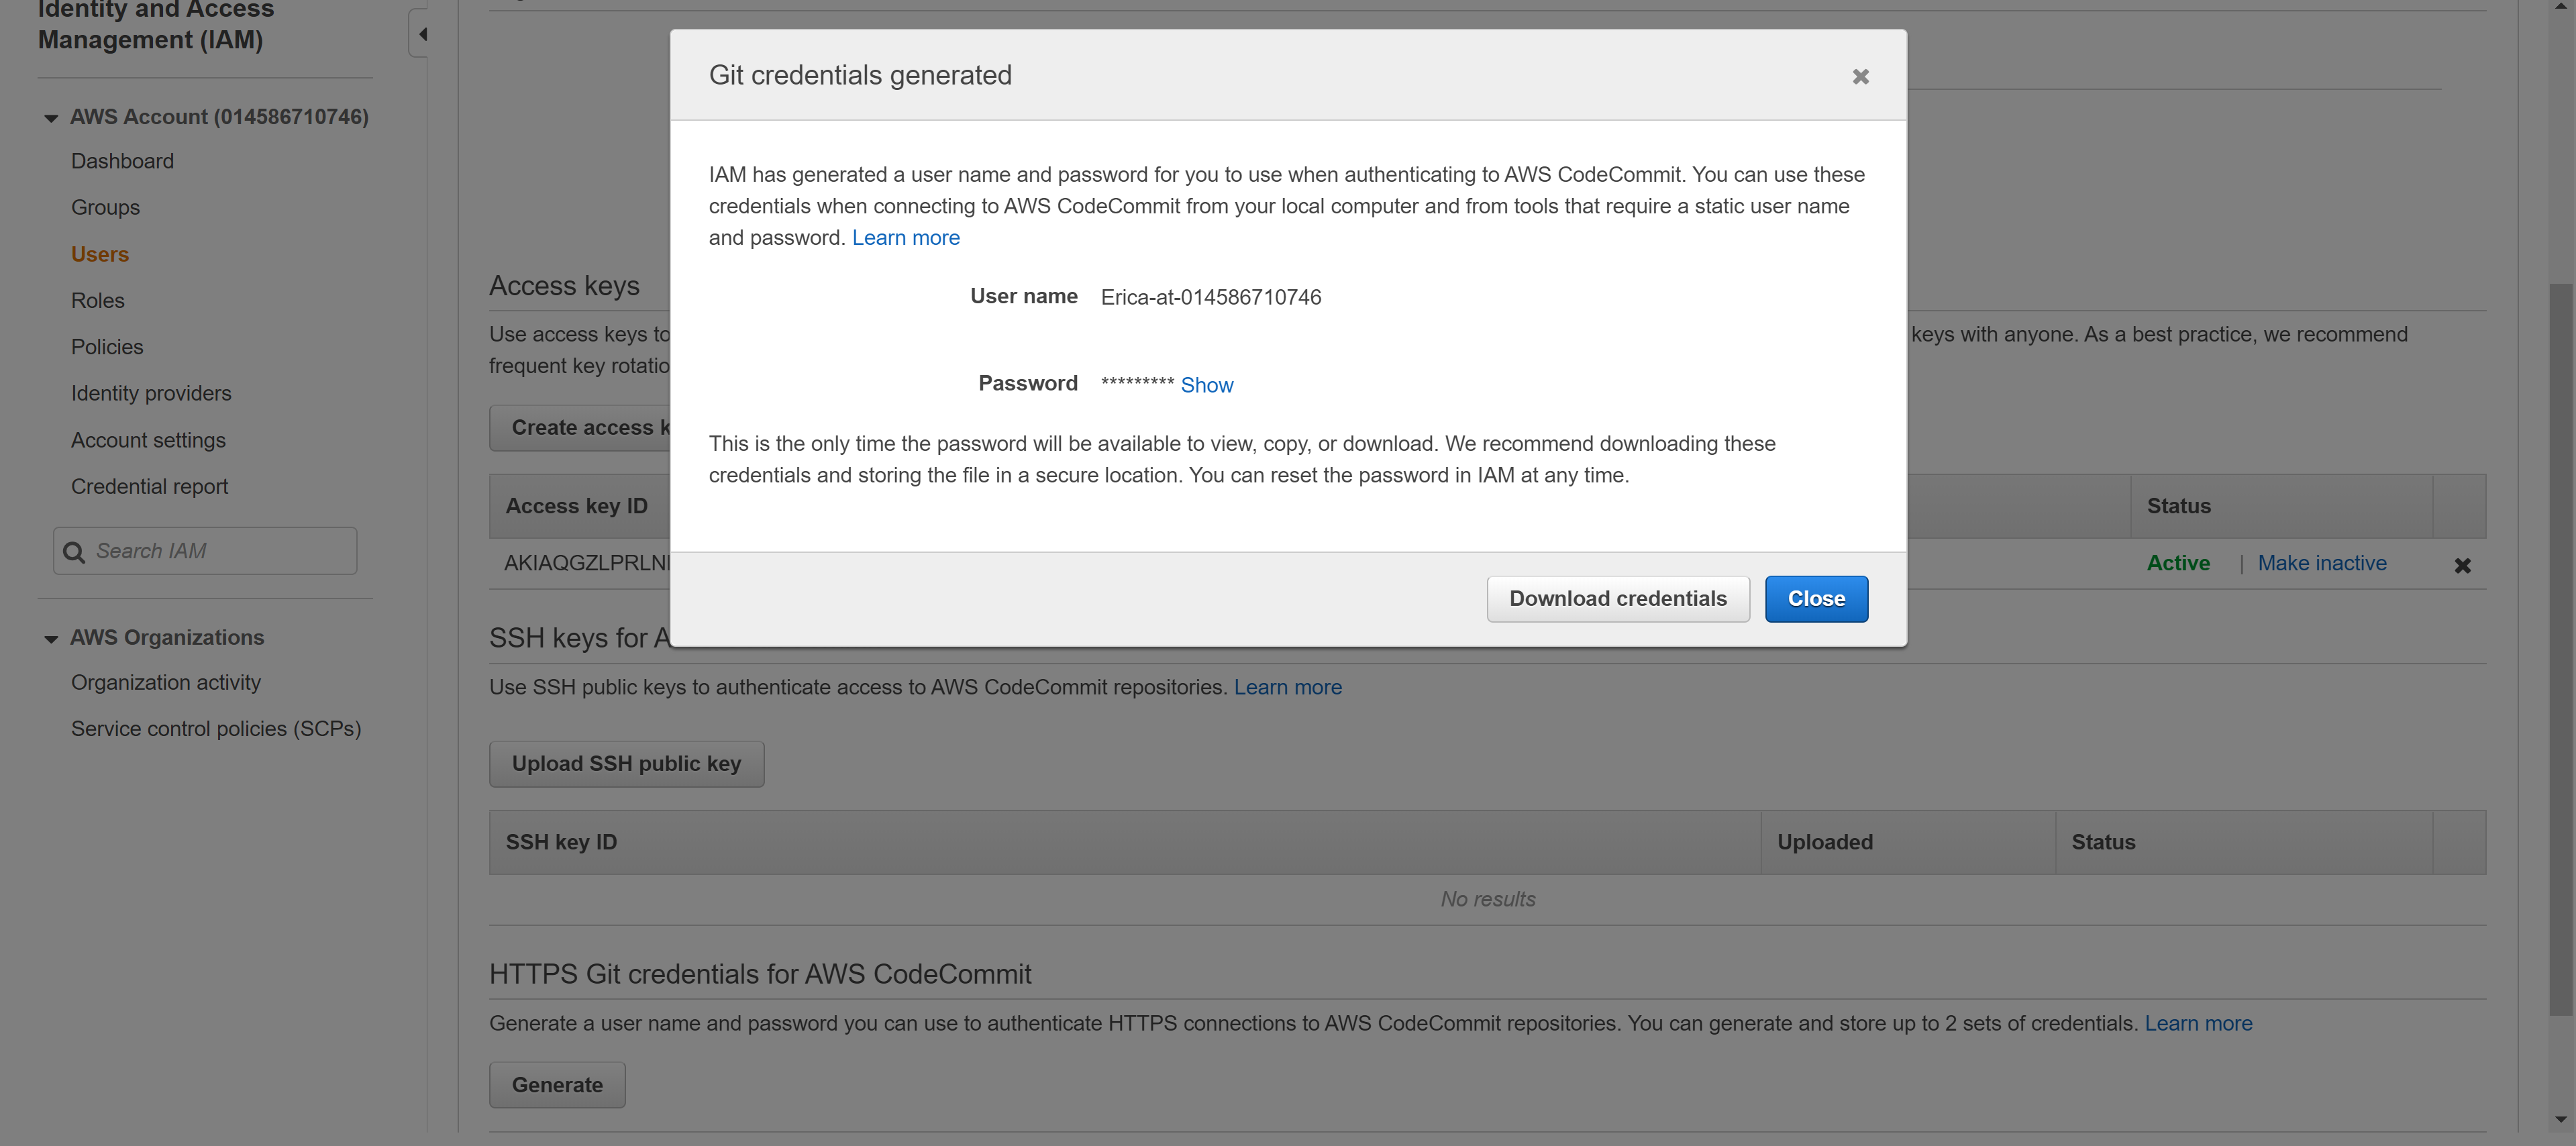 Identity and Access
Management (IAM)
AWS Account (014586710746)
Dashboard
Groups
Users
Roles
Policies
Identity providers
Account settings
Credential report
Search IAM
AWS Organizations
Organization activity
Service control policies (SCPs)
Git credentials generated
IAM has generated a user name and password for you to use when authenticating to AWS CodeCommit. You can use these
credentials when connecting to AWS CodeCommit from your local computer and from tools that require a static user name
and password. Learn more
User name Erica-at-014586710746
Password ********* Show
This is the only time the password will be available to view, copy, or download. We recommend downloading these
credentials and storing the file in a secure location. You can reset the password in IAM at any time.
Download credentials Close
Access keys
Use access keys to keys with anyone. As a best practice, we recommend
frequent key rotatio
Create access k
Access key ID Status
AKIAQGZLPRLN Active | Make inactive
SSH keys for A
Use SSH public keys to authenticate access to AWS CodeCommit repositories. Learn more
Upload SSH public key
SSH key ID Uploaded Status
No results
HTTPS Git credentials for AWS CodeCommit
Generate a user name and password you can use to authenticate HTTPS connections to AWS CodeCommit repositories. You can generate and store up to 2 sets of credentials. Learn more
Generate